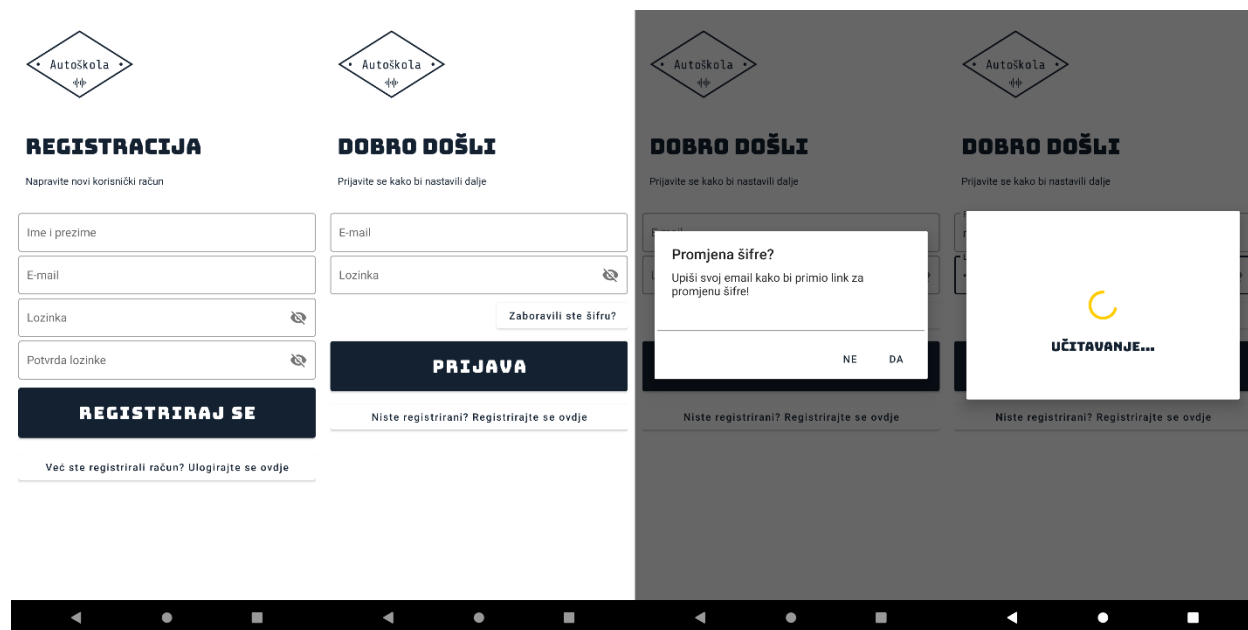 Autoškola
REGISTRACIJA
Napravite novi korisnički račun
Ime i prezime
E-mail
Lozinka
Potvrda lozinke
REGISTRIRAJ SE
Već ste registrirali račun? Ulogirajte se ovdje
Autoškola
DOBRO DOŠLI
Prijavite se kako bi nastavili dalje
E-mail
Lozinka
Zaboravili ste šifru?
PRIJAVA
Niste registrirani? Registrirajte se ovdje
Autoškola
DOBRO DOŠLI
Prijavite se kako bi nastavili dalje
Promjena šifre?
Upiši svoj email kako bi primio link za
promjenu šifre!
NE DA
Niste registrirani? Registrirajte se ovdje
Autoškola
DOBRO DOŠLI
Prijavite se kako bi nastavili dalje
UČITAVANJE...
Niste registrirani? Registrirajte se ovdje